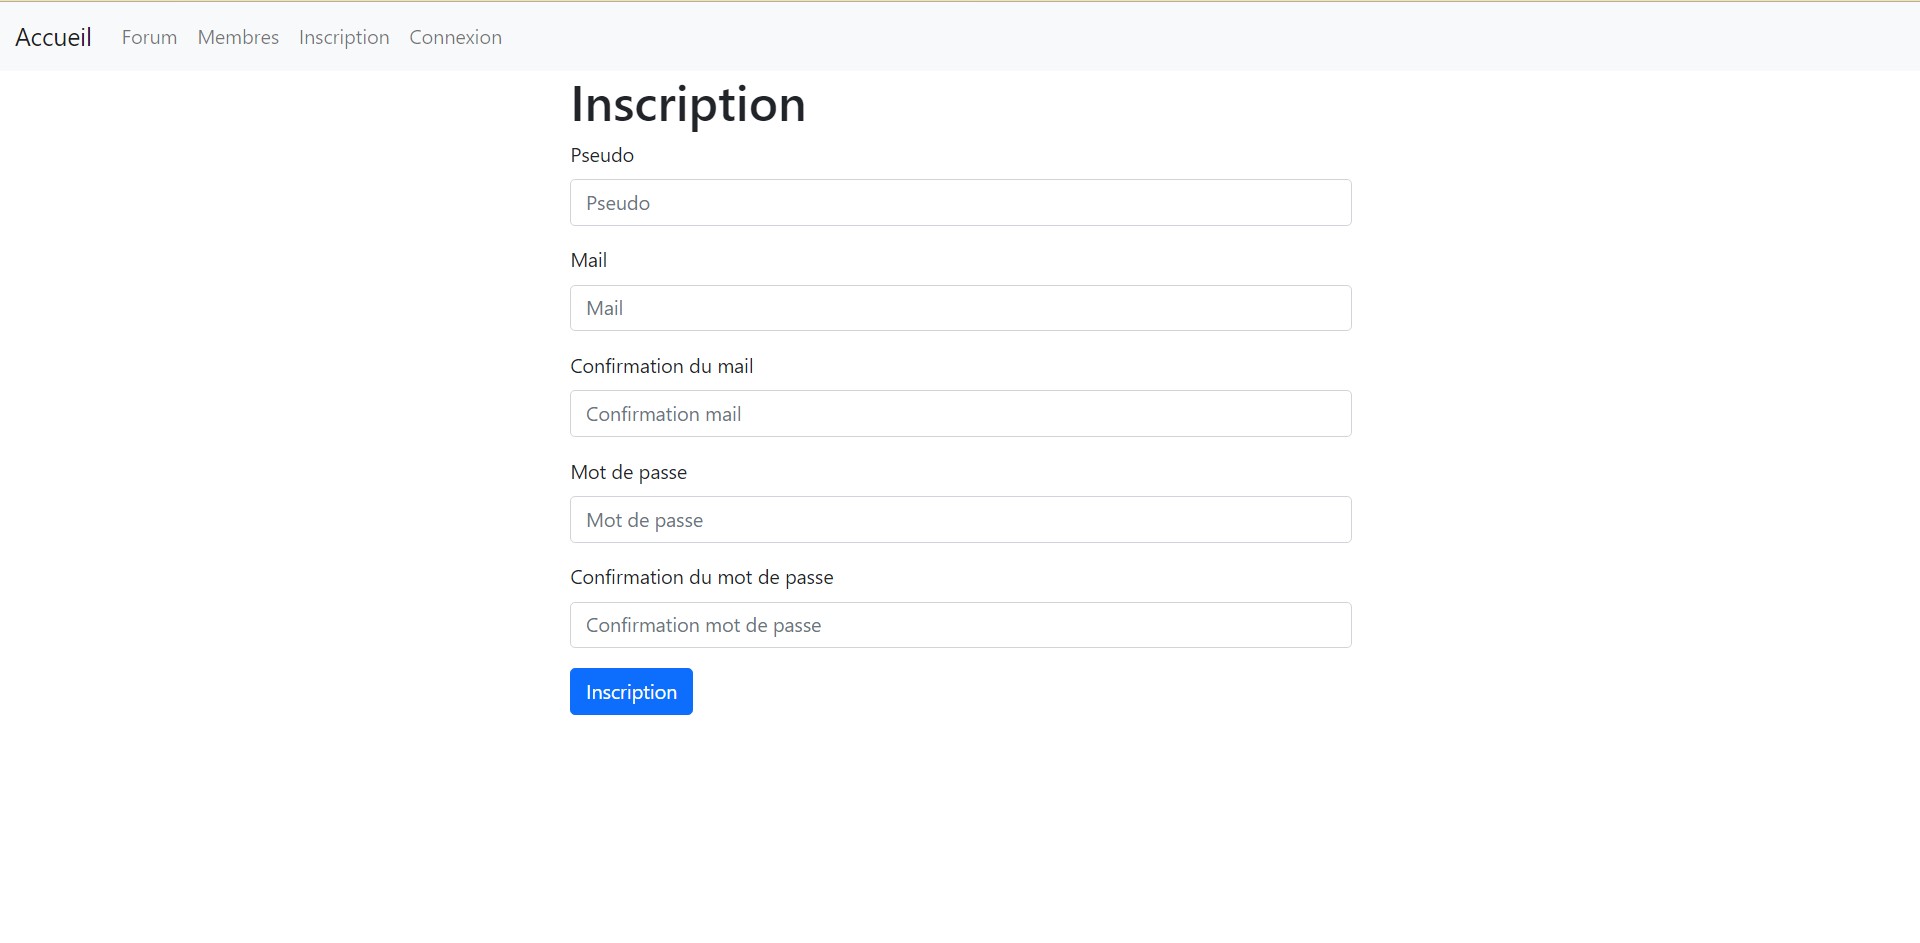 Accueil Forum Membres Inscription Connexion
Inscription
Pseudo
Pseudo
Mail
Mail
Confirmation du mail
Confirmation mail
Mot de passe
Mot de passe
Confirmation du mot de passe
Confirmation mot de passe
Inscription